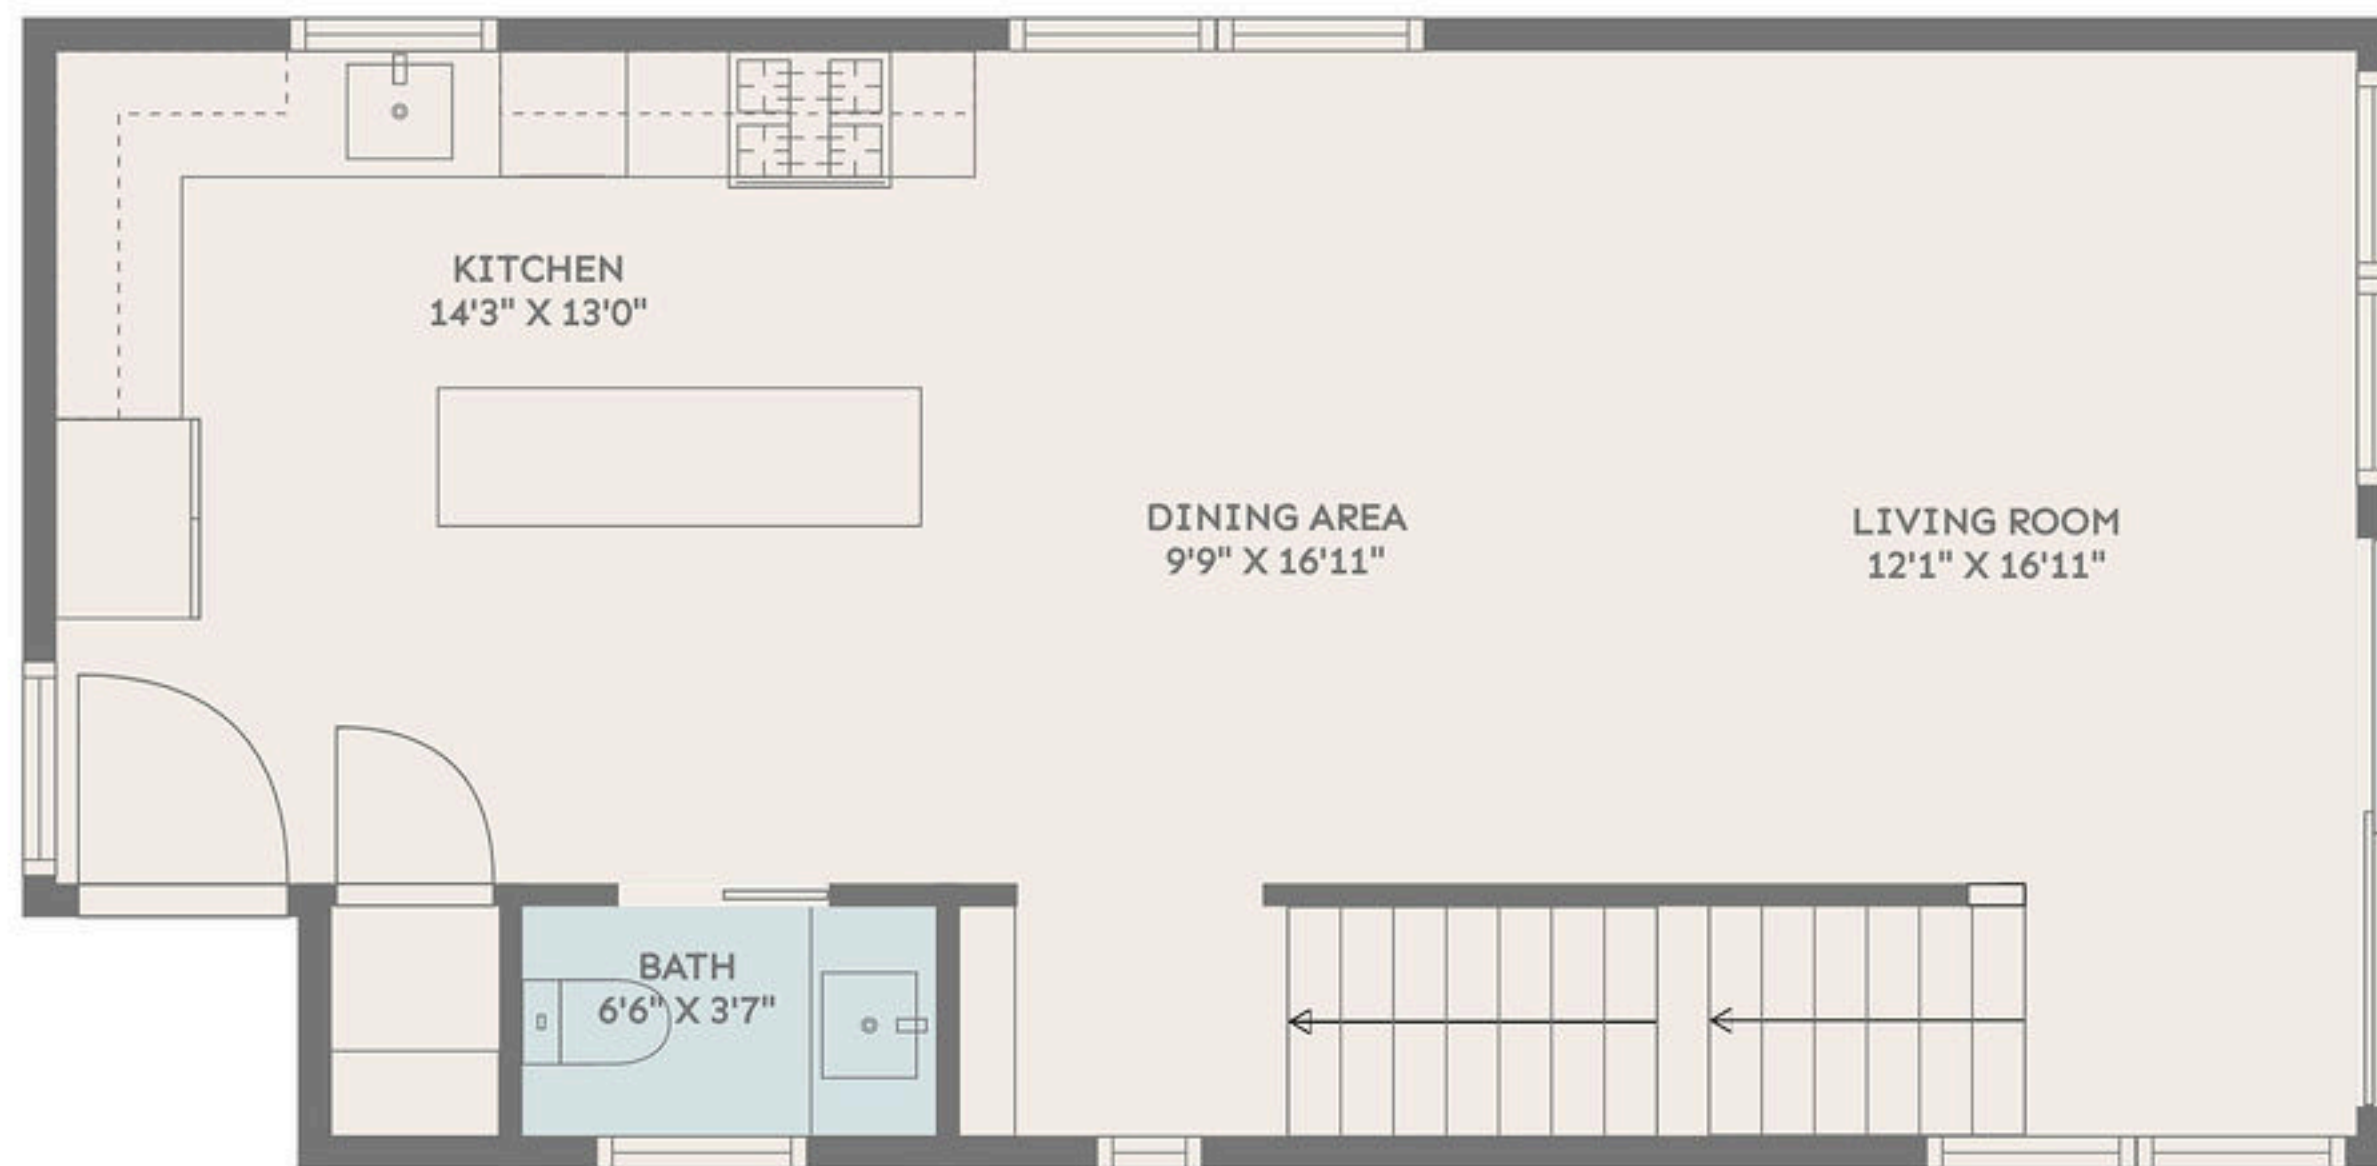 KITCHEN
14'3" X 13'0"
DINING AREA
9'9" X 16'11"
LIVING ROOM
12'1" X 16'11"
BATH
6'6" X 3'7"